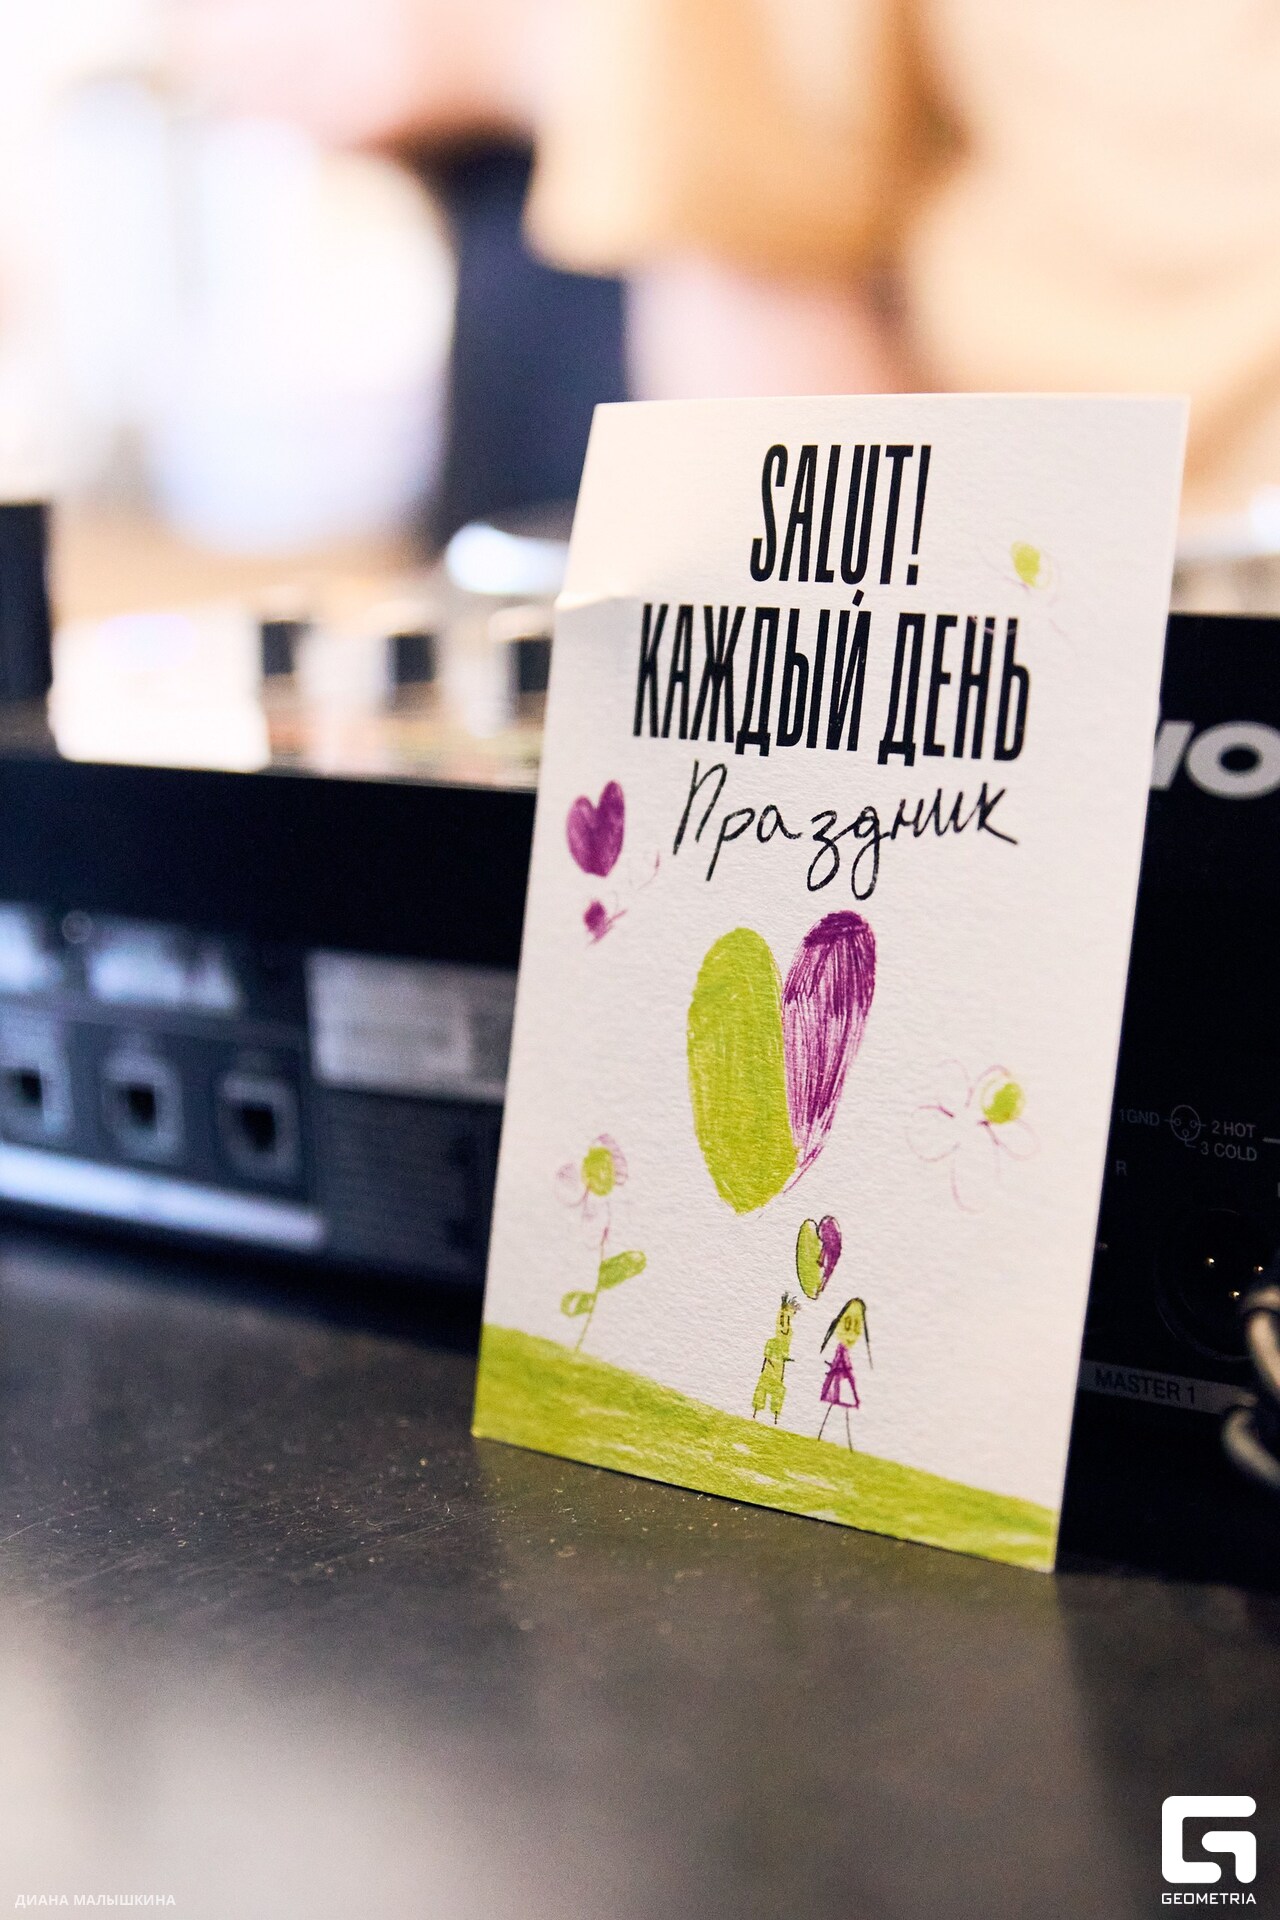 SALUT!
КАЖДЫЙ ДЕНЬ
Праздник
1GND
2 HOT
3 COLD
R
MASTER 1
GEOMETRIA
ДИАНА МАЛЫШКИНА